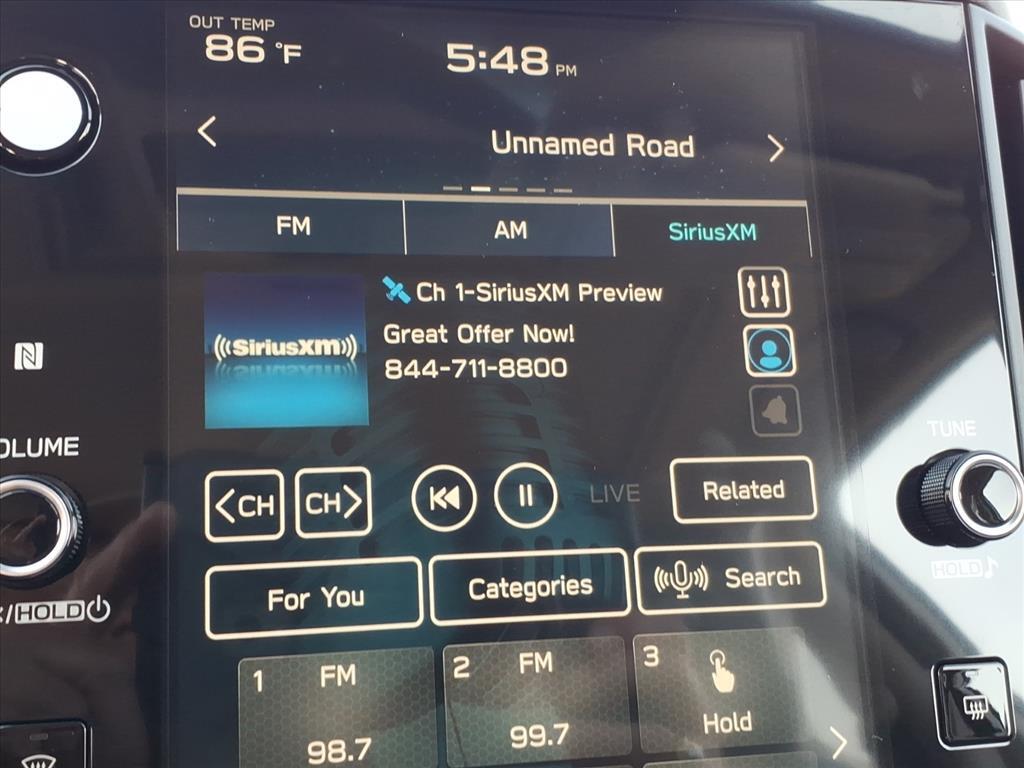 OUT TEMP
86 °F
5:48 PM
Unnamed Road
FM
AM
SiriusXM
Ch 1-SiriusXM Preview
Great Offer Now!
844-711-8800
((SiriusXM))
OLUME
TUNE
<CH
CH>
LIVE
Related
HOLD
For You
Categories
Search
/HOLD
1
FM
98.7
2
FM
99.7
3
Hold